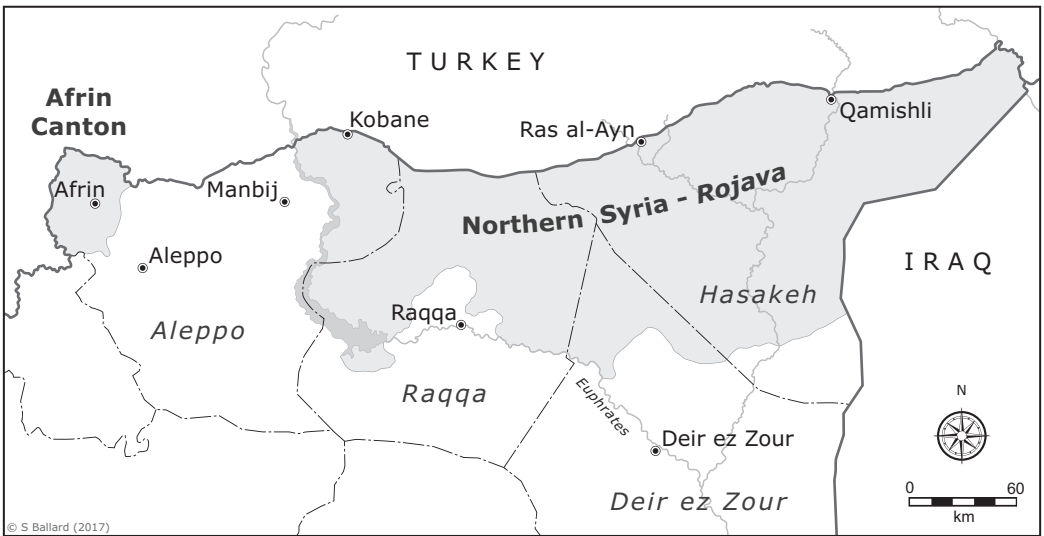 TURKEY
Afrin
Canton
Kobane
Qamishli
Ras al-Ayn
Afrin
Manbij
Northern Syria - Rojava
Aleppo
IRAQ
Hasakeh
Raqqa
Aleppo
Raqqa
Euphrates
N
Deir ez Zour
Deir ez Zour
0 60
km
© S Ballard (2017)